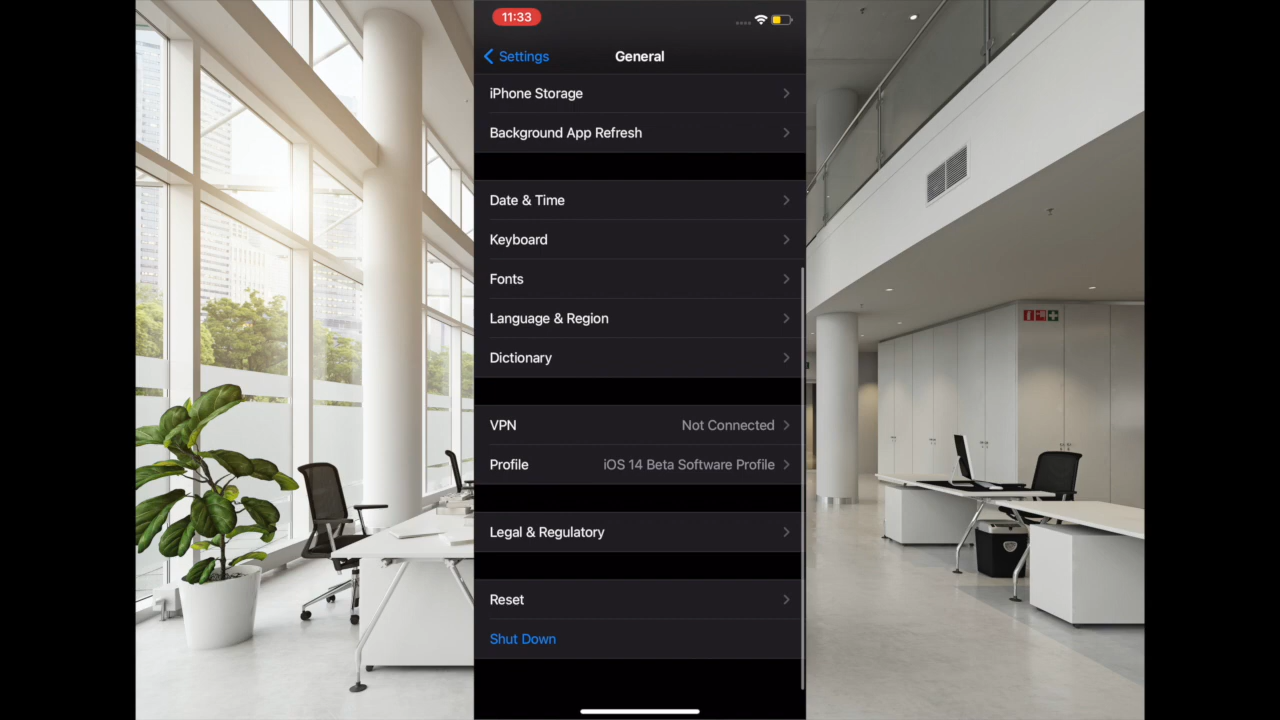 11:33
Settings
General
iPhone Storage
Background App Refresh
Date & Time
Keyboard
Fonts
Language & Region
Dictionary
VPN Not Connected
Profile iOS 14 Beta Software Profile
Legal & Regulatory
Reset
Shut Down